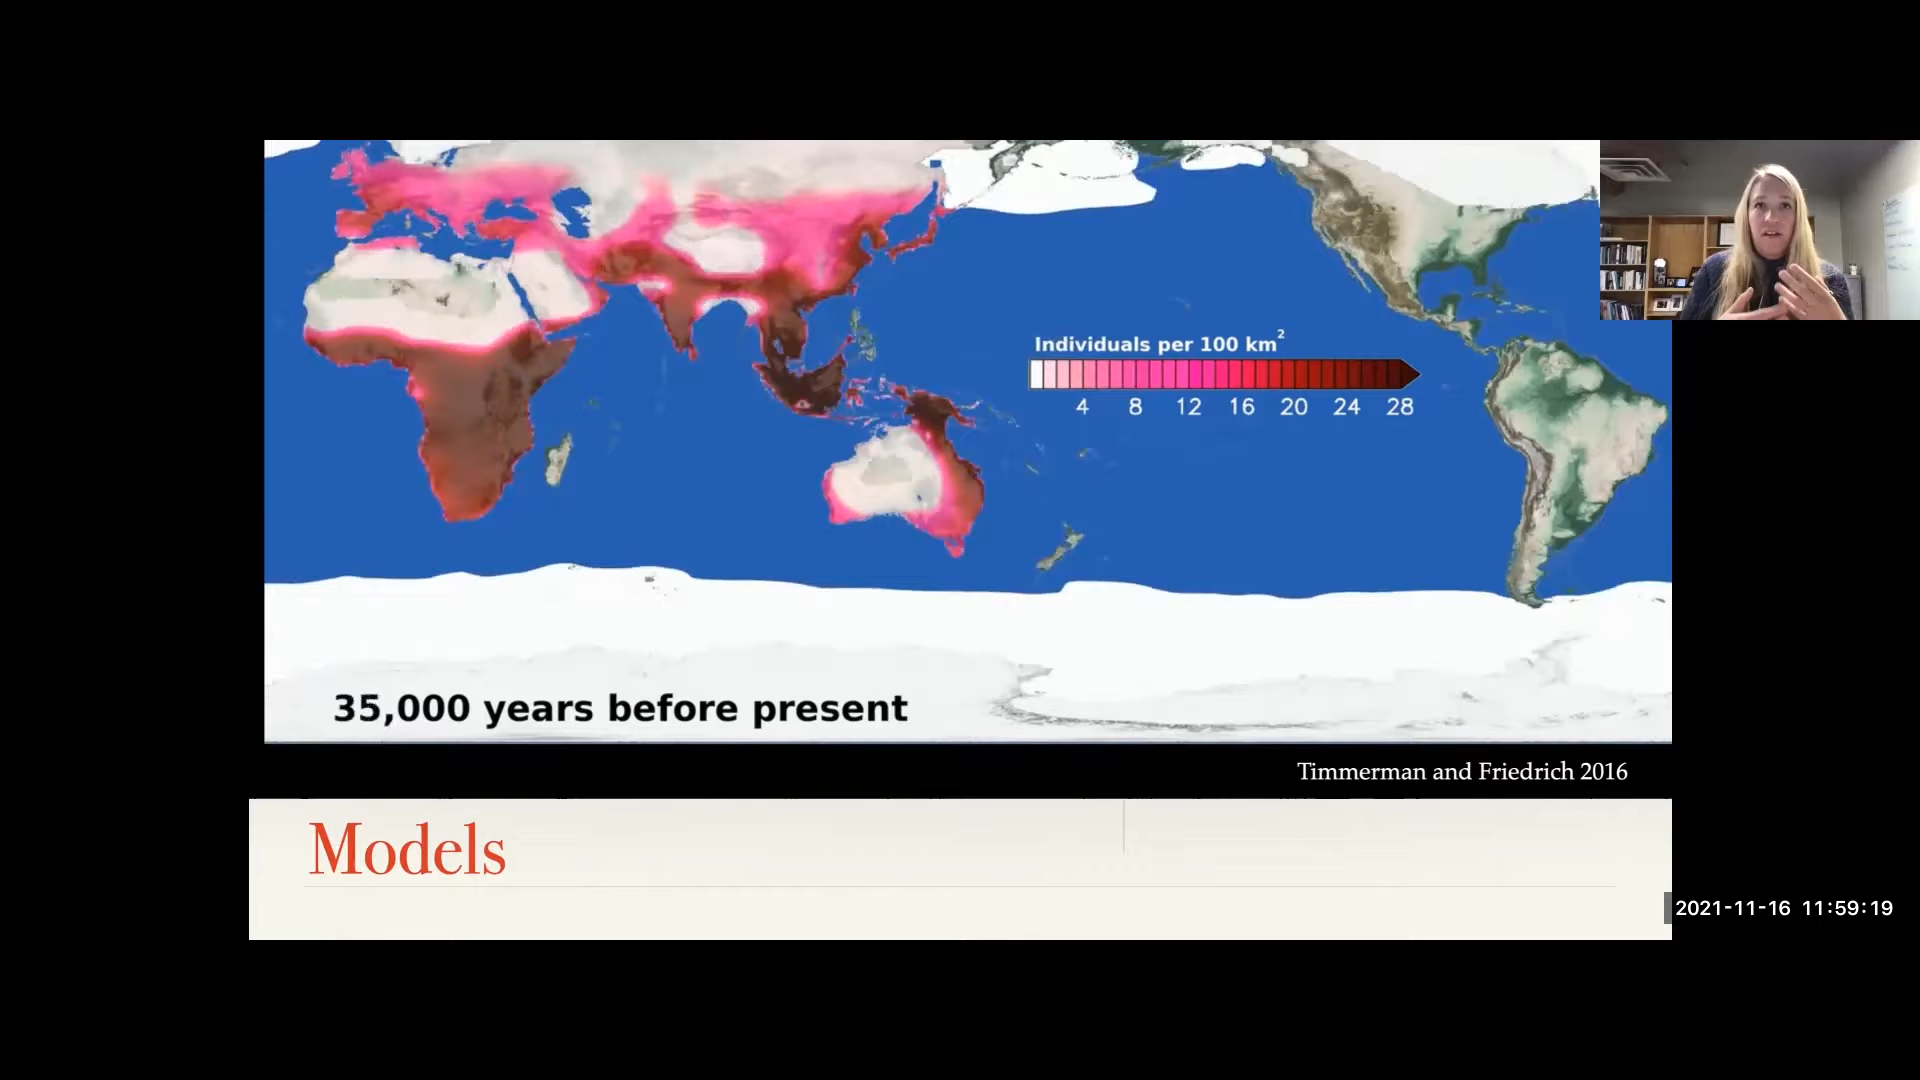 Individuals per 100 km²
4 8 12 16 20 24 28
35,000 years before present
Timmerman and Friedrich 2016
Models
2021-11-16 11:59:19